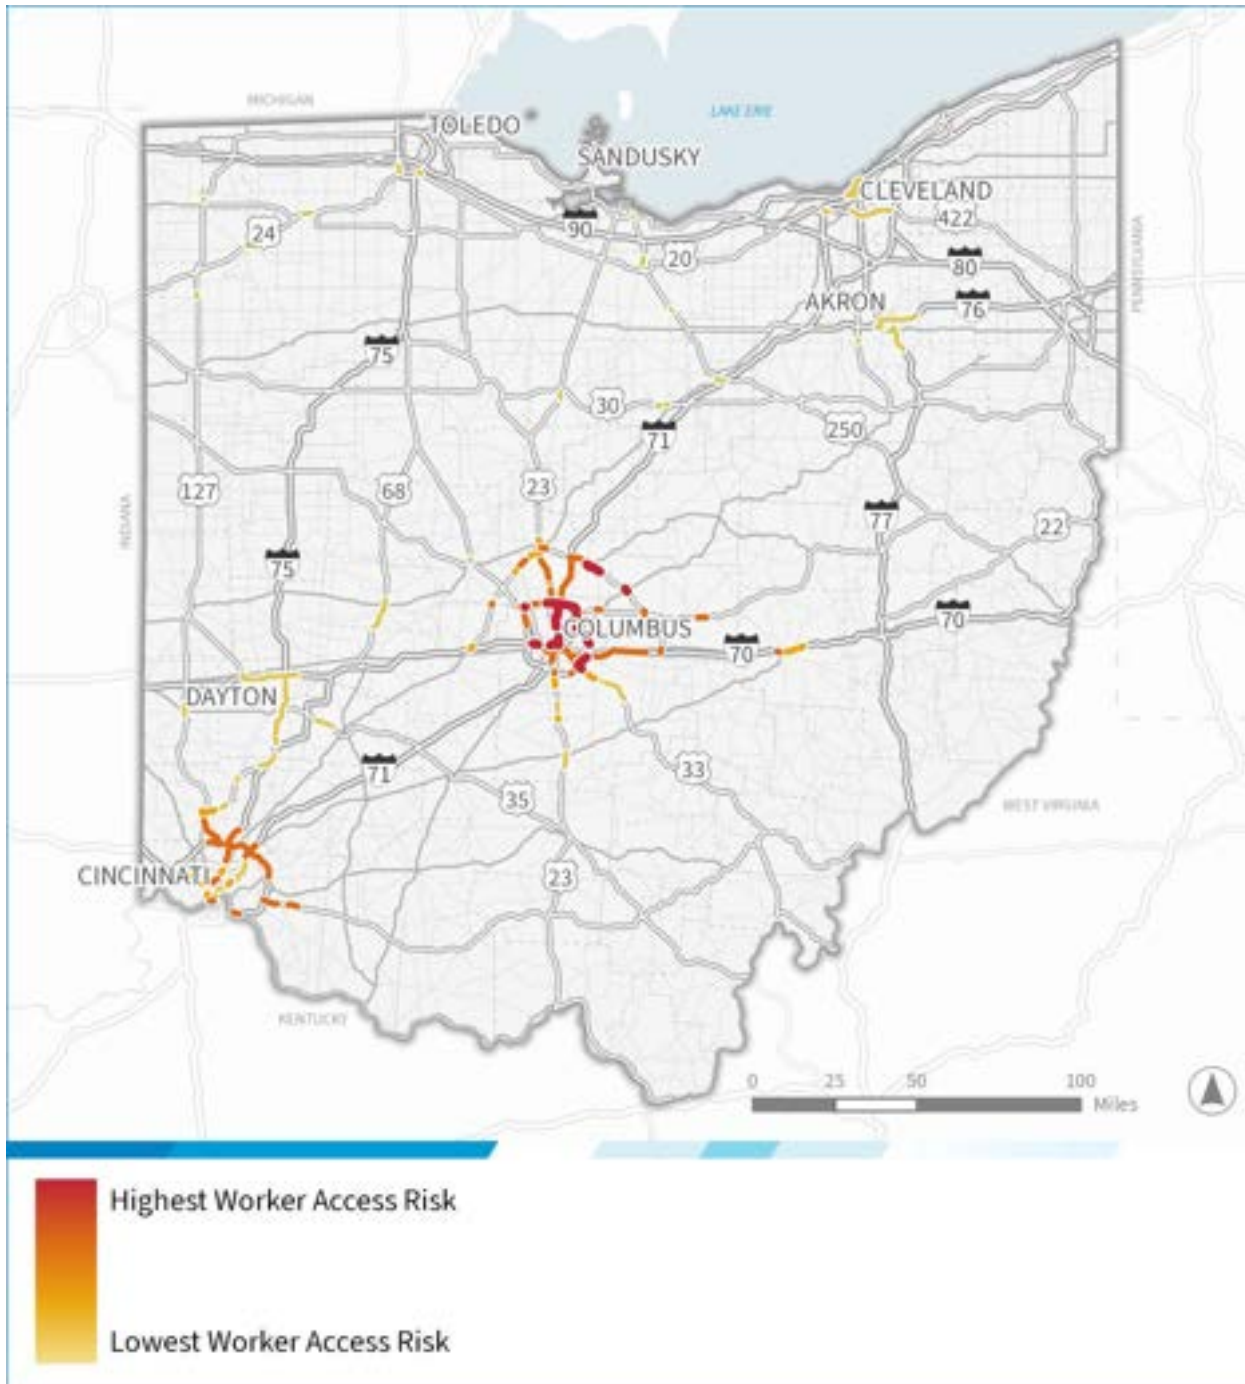 MICHIGAN
LAKE ERIE
TOLEDO
SANDUSKY
CLEVELAND
422
90
24
20
80
PENNSYLVANIA
AKRON
76
75
30
71
250
127
68
23
INDIANA
77
22
75
COLUMBUS
70
70
DAYTON
71
33
35
WEST VIRGINIA
CINCINNATI
23
KENTUCKY
0 25 50 100
Miles
Highest Worker Access Risk
Lowest Worker Access Risk